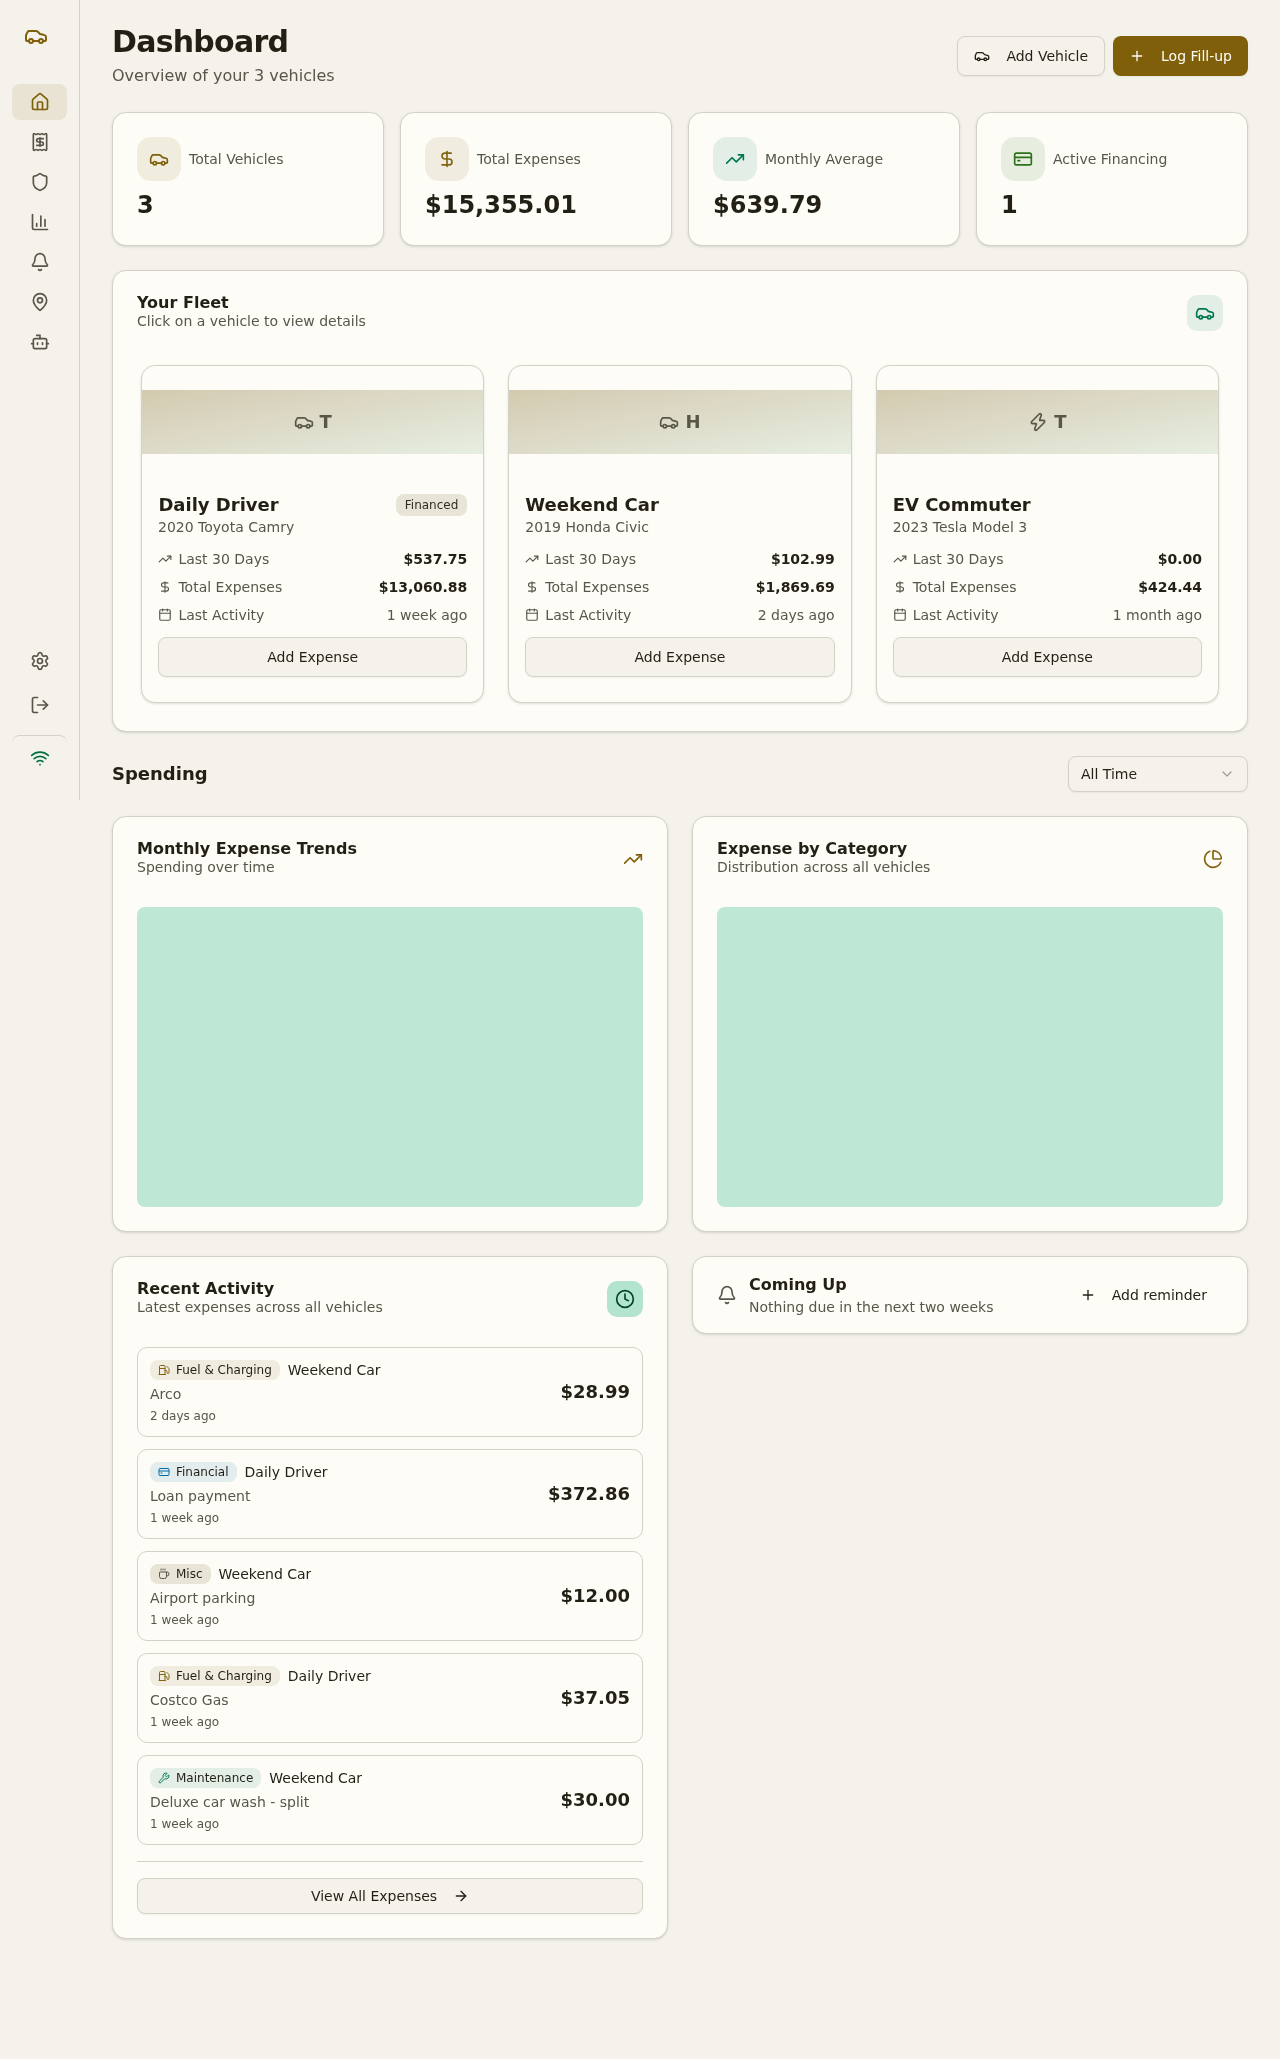 Dashboard
Overview of your 3 vehicles
Add Vehicle
Log Fill-up
Total Vehicles
3
Total Expenses
$15,355.01
Monthly Average
$639.79
Active Financing
1
Your Fleet
Click on a vehicle to view details
T
Daily Driver
Financed
2020 Toyota Camry
Last 30 Days $537.75
Total Expenses $13,060.88
Last Activity 1 week ago
Add Expense
H
Weekend Car
2019 Honda Civic
Last 30 Days $102.99
Total Expenses $1,869.69
Last Activity 2 days ago
Add Expense
T
EV Commuter
2023 Tesla Model 3
Last 30 Days $0.00
Total Expenses $424.44
Last Activity 1 month ago
Add Expense
Spending
All Time
Monthly Expense Trends
Spending over time
Expense by Category
Distribution across all vehicles
Recent Activity
Latest expenses across all vehicles
Fuel & Charging Weekend Car
Arco
2 days ago
$28.99
Financial Daily Driver
Loan payment
1 week ago
$372.86
Misc Weekend Car
Airport parking
1 week ago
$12.00
Fuel & Charging Daily Driver
Costco Gas
1 week ago
$37.05
Maintenance Weekend Car
Deluxe car wash - split
1 week ago
$30.00
View All Expenses
Coming Up
Nothing due in the next two weeks
Add reminder